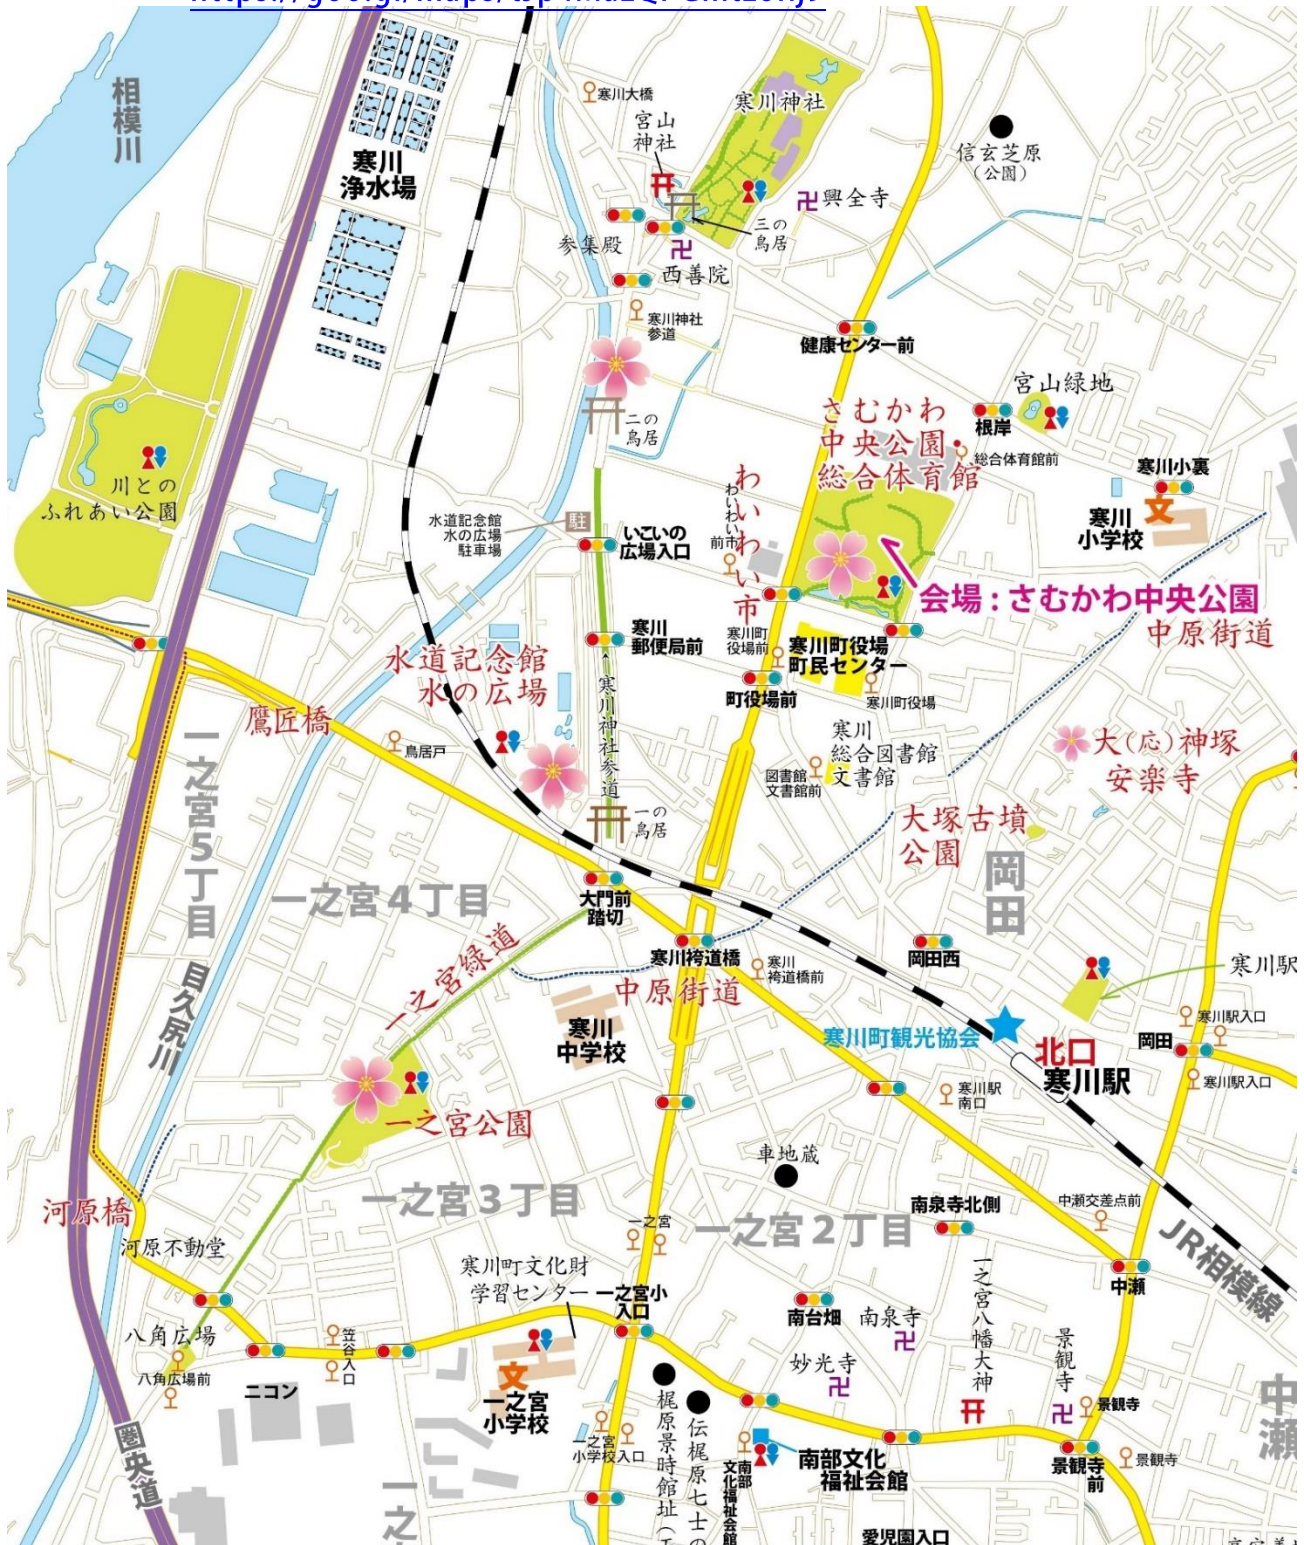 相模川
寒川
浄水場
寒川大橋
宮山
神社
寒川神社
信玄芝原
(公園)
興全寺
三の
鳥居
参集殿
西善院
寒川神社
参道
健康センター前
二の
鳥居
宮山緑地
さむかわ
中央公園・
総合体育館
根岸
総合体育館前
寒川小裏
文
寒川
小学校
川との
ふれあい公園
水道記念館
水の広場
駐車場
駐
いこいの
広場入口
わいわい市
わいわい市
前
会場：さむかわ中央公園
中原街道
寒川
郵便局前
寒川町
役場前
寒川町役場
町民センター
水道記念館
水の広場
町役場前
寒川町役場
鷹匠橋
鳥居戸
寒川神社参道
寒川
総合図書館
文書館
図書館
文書館前
大(応)神塚
安楽寺
一之宮5丁目
一の
鳥居
大塚古墳
公園
岡田
一之宮4丁目
大門前
踏切
一之宮緑道
寒川袴道橋
寒川
袴道橋前
岡田西
寒川駅
目久尻川
中原街道
寒川
中学校
寒川町観光協会
北口
寒川駅
岡田
寒川駅入口
寒川駅入口
寒川駅
南口
一之宮公園
車地蔵
河原橋
一之宮3丁目
一之宮
一之宮2丁目
南泉寺北側
中瀬交差点前
JR相模線
河原不動堂
寒川町文化財
学習センター
一之宮小
入口
中瀬
八角広場
八角広場前
笠谷入口
南台畑
南泉寺
一之宮八幡大神
景観寺
妙光寺
ニコン
文
一之宮
小学校
一之宮
小学校入口
梶原景時館址
伝梶原七士の
南部
文化福祉会館
南部文化
福祉会館
景観寺
景観寺
前
景観寺
中瀬
圏央道
一之
愛児園入口